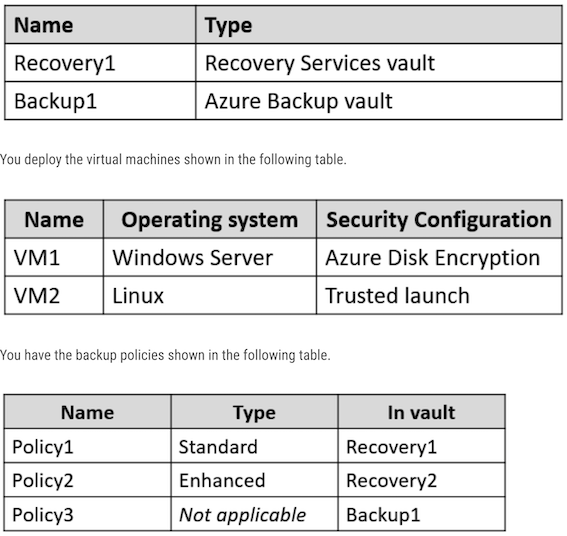 Name Type
Recovery1 Recovery Services vault
Backup1 Azure Backup vault
You deploy the virtual machines shown in the following table.
Name Operating system Security Configuration
VM1 Windows Server Azure Disk Encryption
VM2 Linux Trusted launch
You have the backup policies shown in the following table.
Name Type In vault
Policy1 Standard Recovery1
Policy2 Enhanced Recovery2
Policy3 Not applicable Backup1